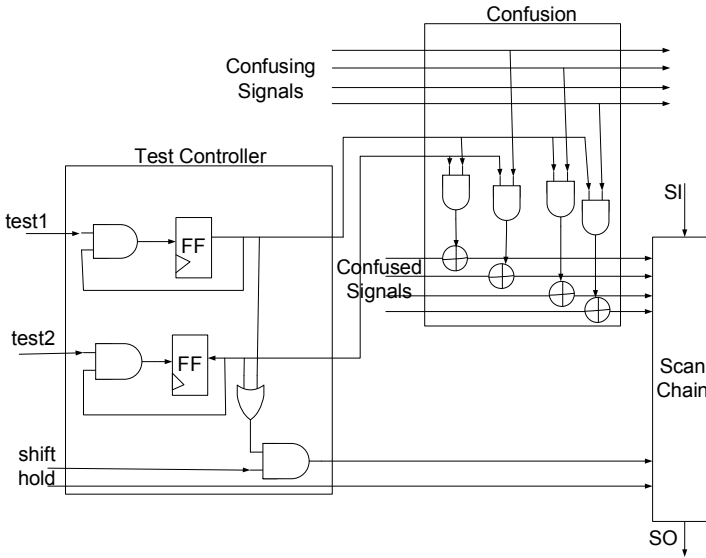 Confusion
Confusing
Signals
Test Controller
test1
FF
SI
Confused
Signals
test2
FF
Scan
Chain
shift
hold
SO